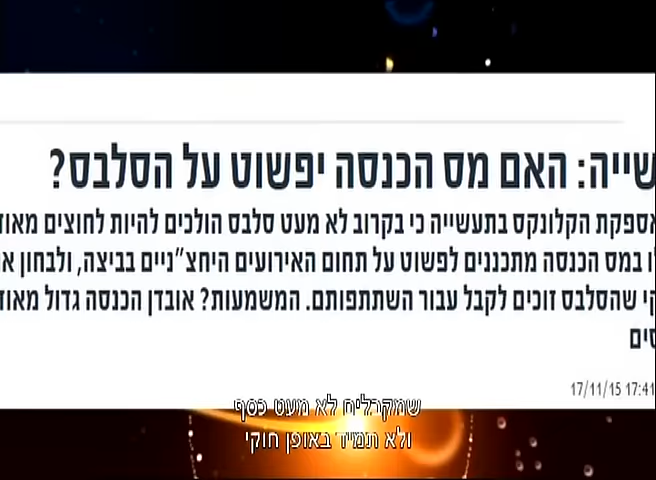 שייה: האם מס הכנסה יפשוט על הסלבס?
אספקת הקלונקס בתעשייה כי בקרוב לא מעט סלבס הולכים להיות לחוצים מאוד
במס הכנסה מתכננים לפשוט על תחום האירועים היחצ"ניים בביצה, ולבחון
שהסלבס זוכים לקבל עבור השתתפותם. המשמעות? אובדן הכנסה גדול מאוד
סים
17/11/15 17:41
שמקבלים לא מעט כסף
ולא תמיד באופן חוקי